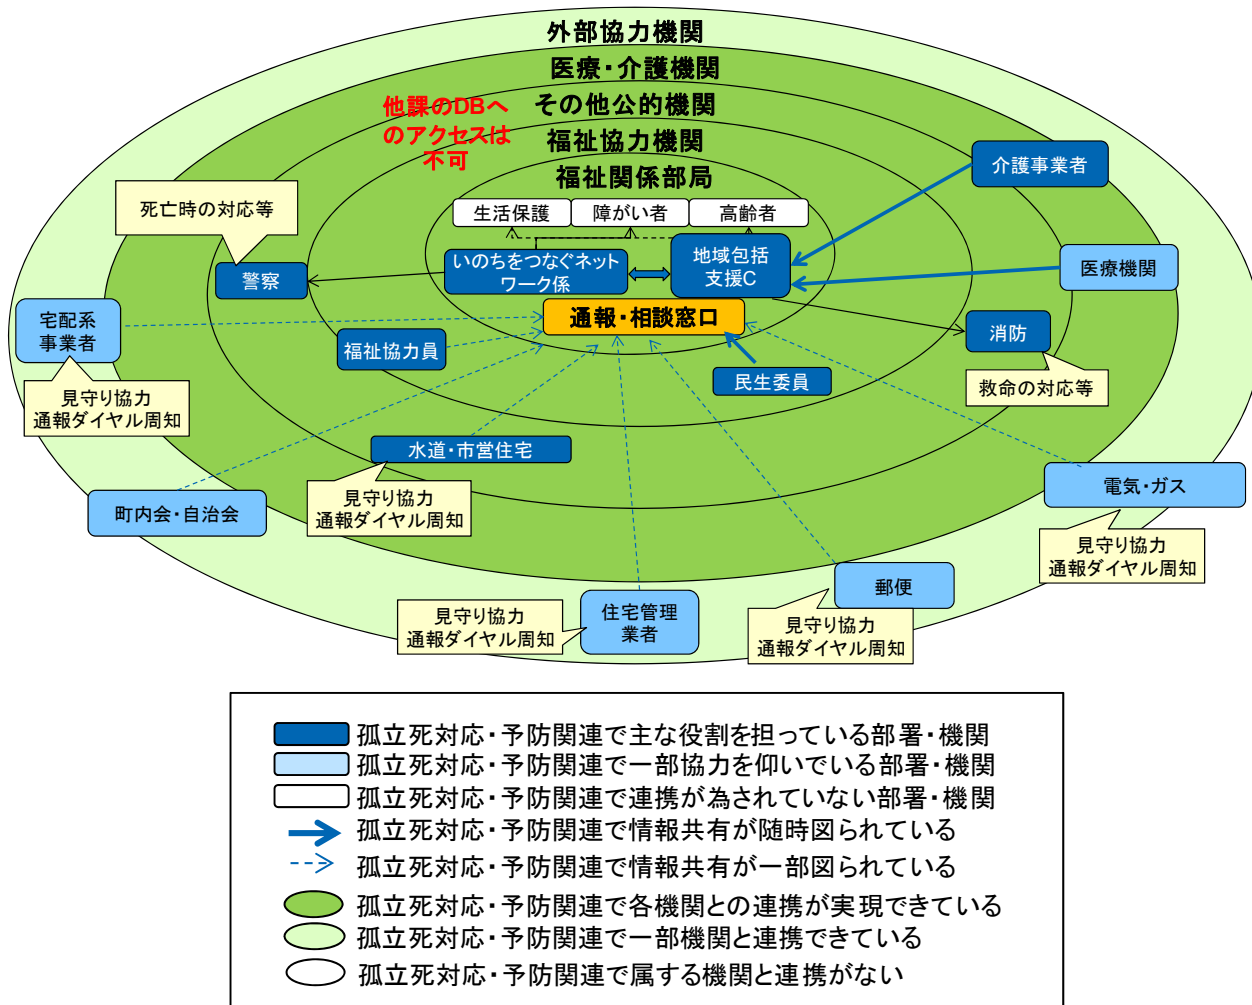 外部協力機関
医療・介護機関
その他公的機関
福祉協力機関
福祉関係部局
他課のDBへ
のアクセスは
不可
生活保護
障がい者
高齢者
いのちをつなぐネット
ワーク係
地域包括
支援C
通報・相談窓口
死亡時の対応等
警察
介護事業者
医療機関
宅配系
事業者
見守り協力
通報ダイヤル周知
福祉協力員
民生委員
消防
救命の対応等
水道・市営住宅
見守り協力
通報ダイヤル周知
町内会・自治会
電気・ガス
見守り協力
通報ダイヤル周知
住宅管理
業者
見守り協力
通報ダイヤル周知
郵便
見守り協力
通報ダイヤル周知
孤立死対応・予防関連で主な役割を担っている部署・機関
孤立死対応・予防関連で一部協力を仰いでいる部署・機関
孤立死対応・予防関連で連携が為されていない部署・機関
孤立死対応・予防関連で情報共有が随時図られている
孤立死対応・予防関連で情報共有が一部図られている
孤立死対応・予防関連で各機関との連携が実現できている
孤立死対応・予防関連で一部機関と連携できている
孤立死対応・予防関連で属する機関と連携がない